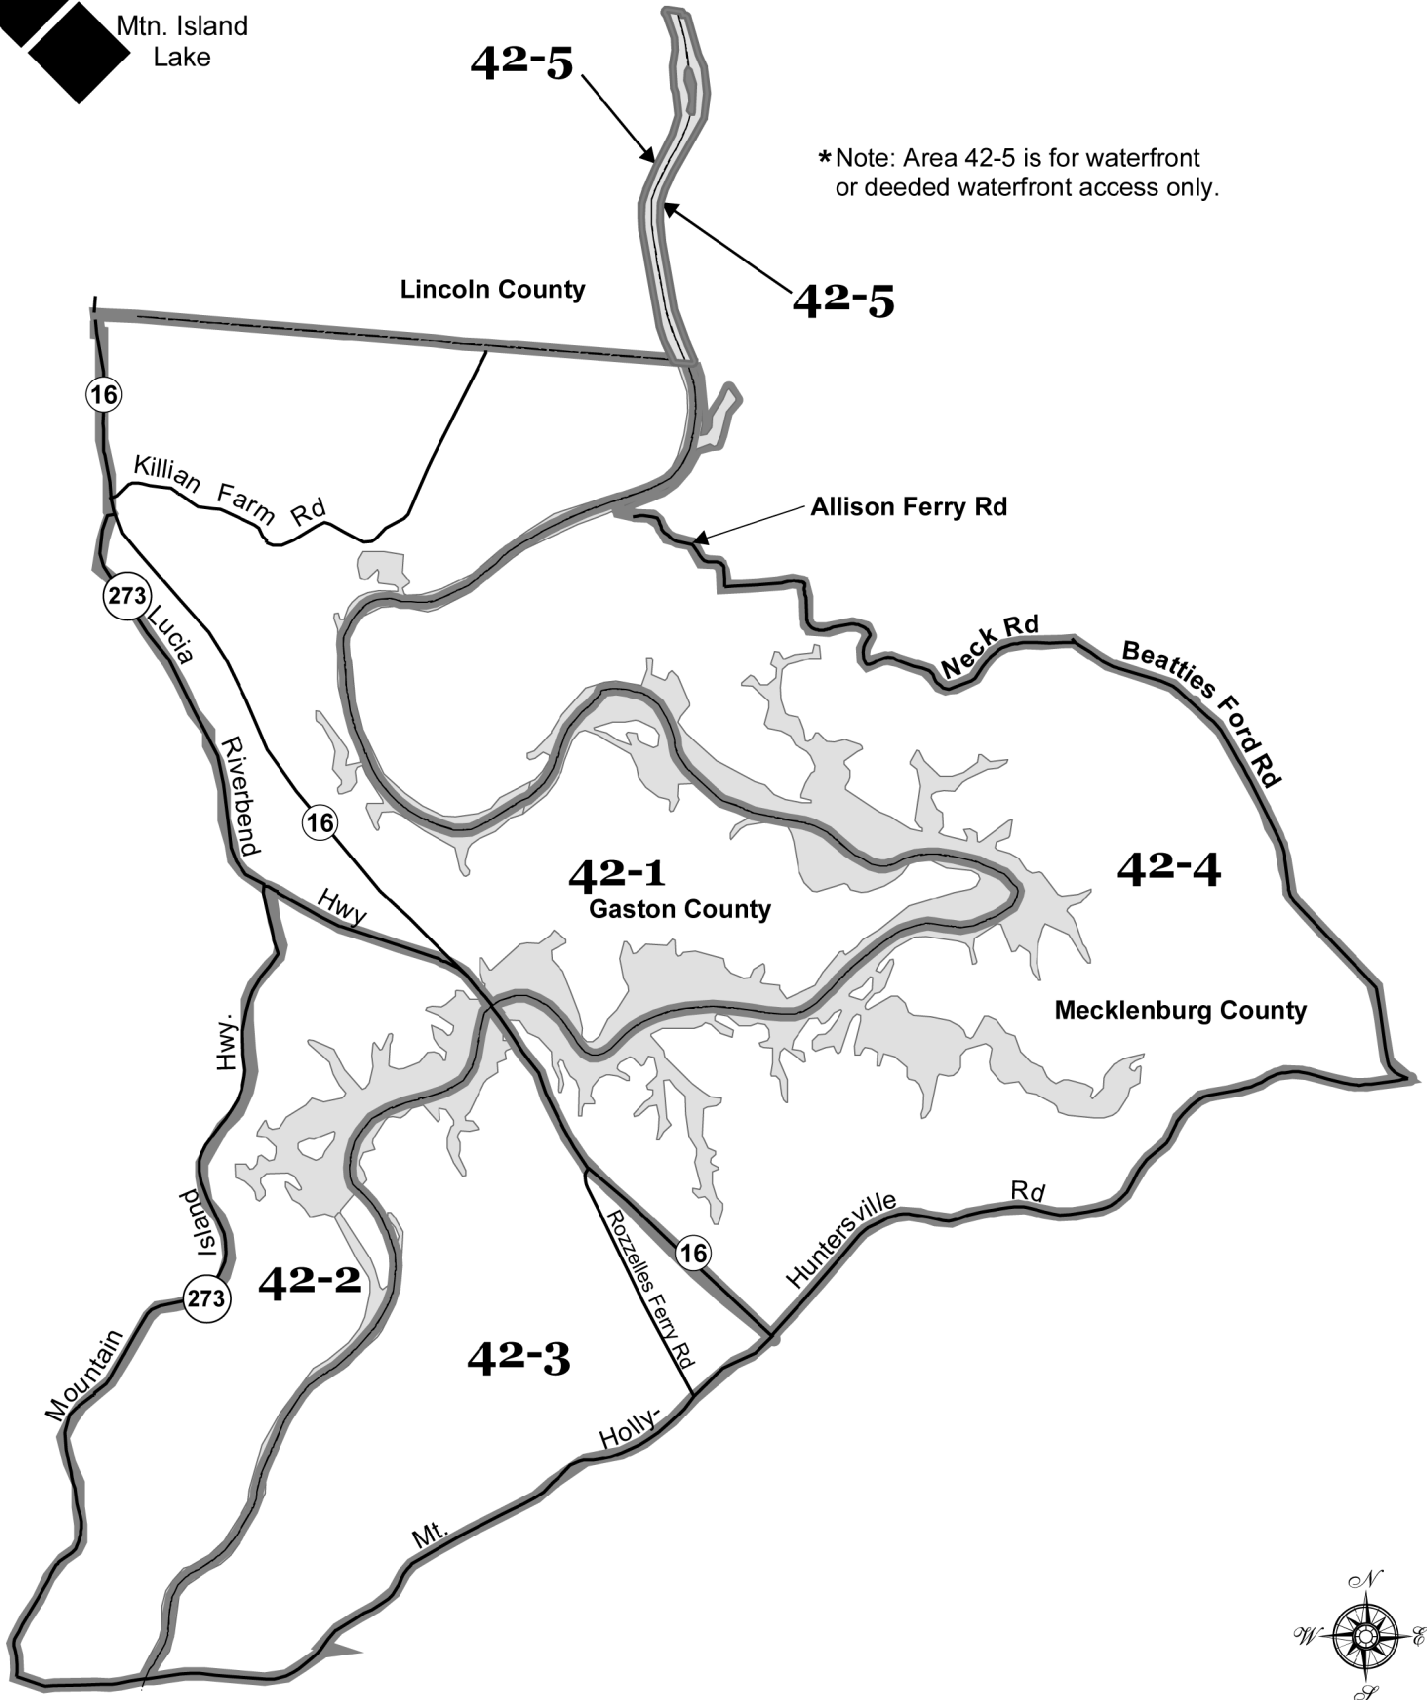 Mtn. Island
Lake
42-5
*Note: Area 42-5 is for waterfront
or deeded waterfront access only.
Lincoln County
42-5
16
Killian Farm Rd
Allison Ferry Rd
273
Lucia
Riverbend
Hwy
Neck Rd
Beatties Ford Rd
16
42-1
Gaston County
42-4
Mecklenburg County
Hwy.
Island
273
Mountain
42-2
Rozzelles Ferry Rd
16
42-3
Mt.
Holly-
Huntersville
Rd
N
W
E
S